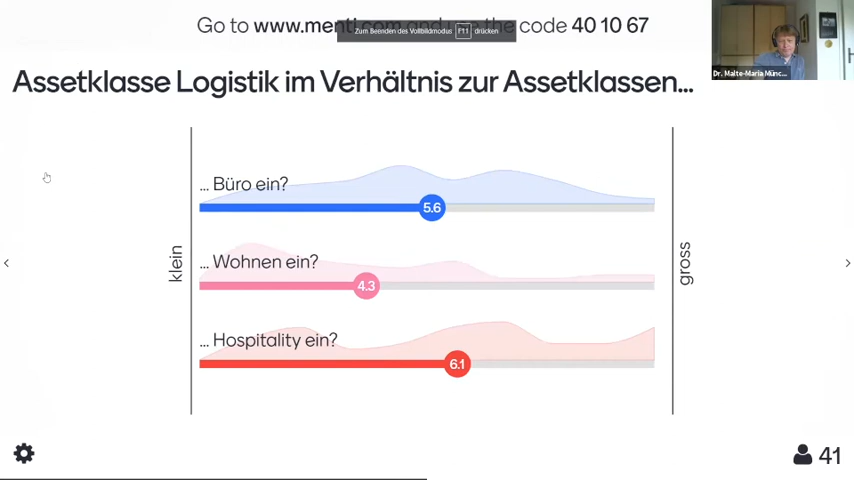 Go to www.menti.com and use the code 40 10 67
Zum Beenden des Vollbildmodus F11 drücken
Dr. Malte-Maria Münc...
Assetklasse Logistik im Verhältnis zur Assetklassen...
... Büro ein?
5.6
... Wohnen ein?
4.3
... Hospitality ein?
6.1
klein
gross
41